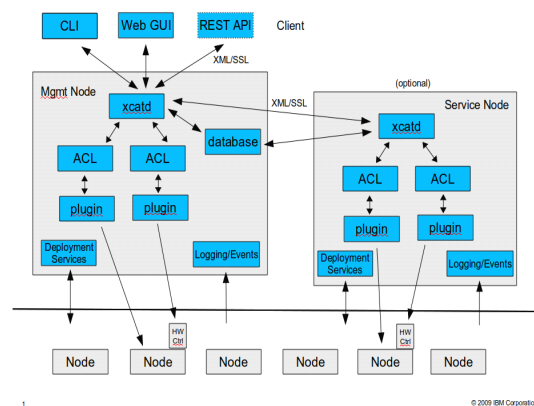 CLI
Web GUI
REST API
Client
XML/SSL
Mgmt Node
xcatd
XML/SSL
(optional)
Service Node
xcatd
database
ACL
ACL
plugin
plugin
ACL
ACL
plugin
plugin
Deployment
Services
Logging/Events
Deployment
Services
Logging/Events
HW
Ctrl
HW
Ctrl
Node
Node
Node
Node
Node
Node
1
© 2009 IBM Corporatio